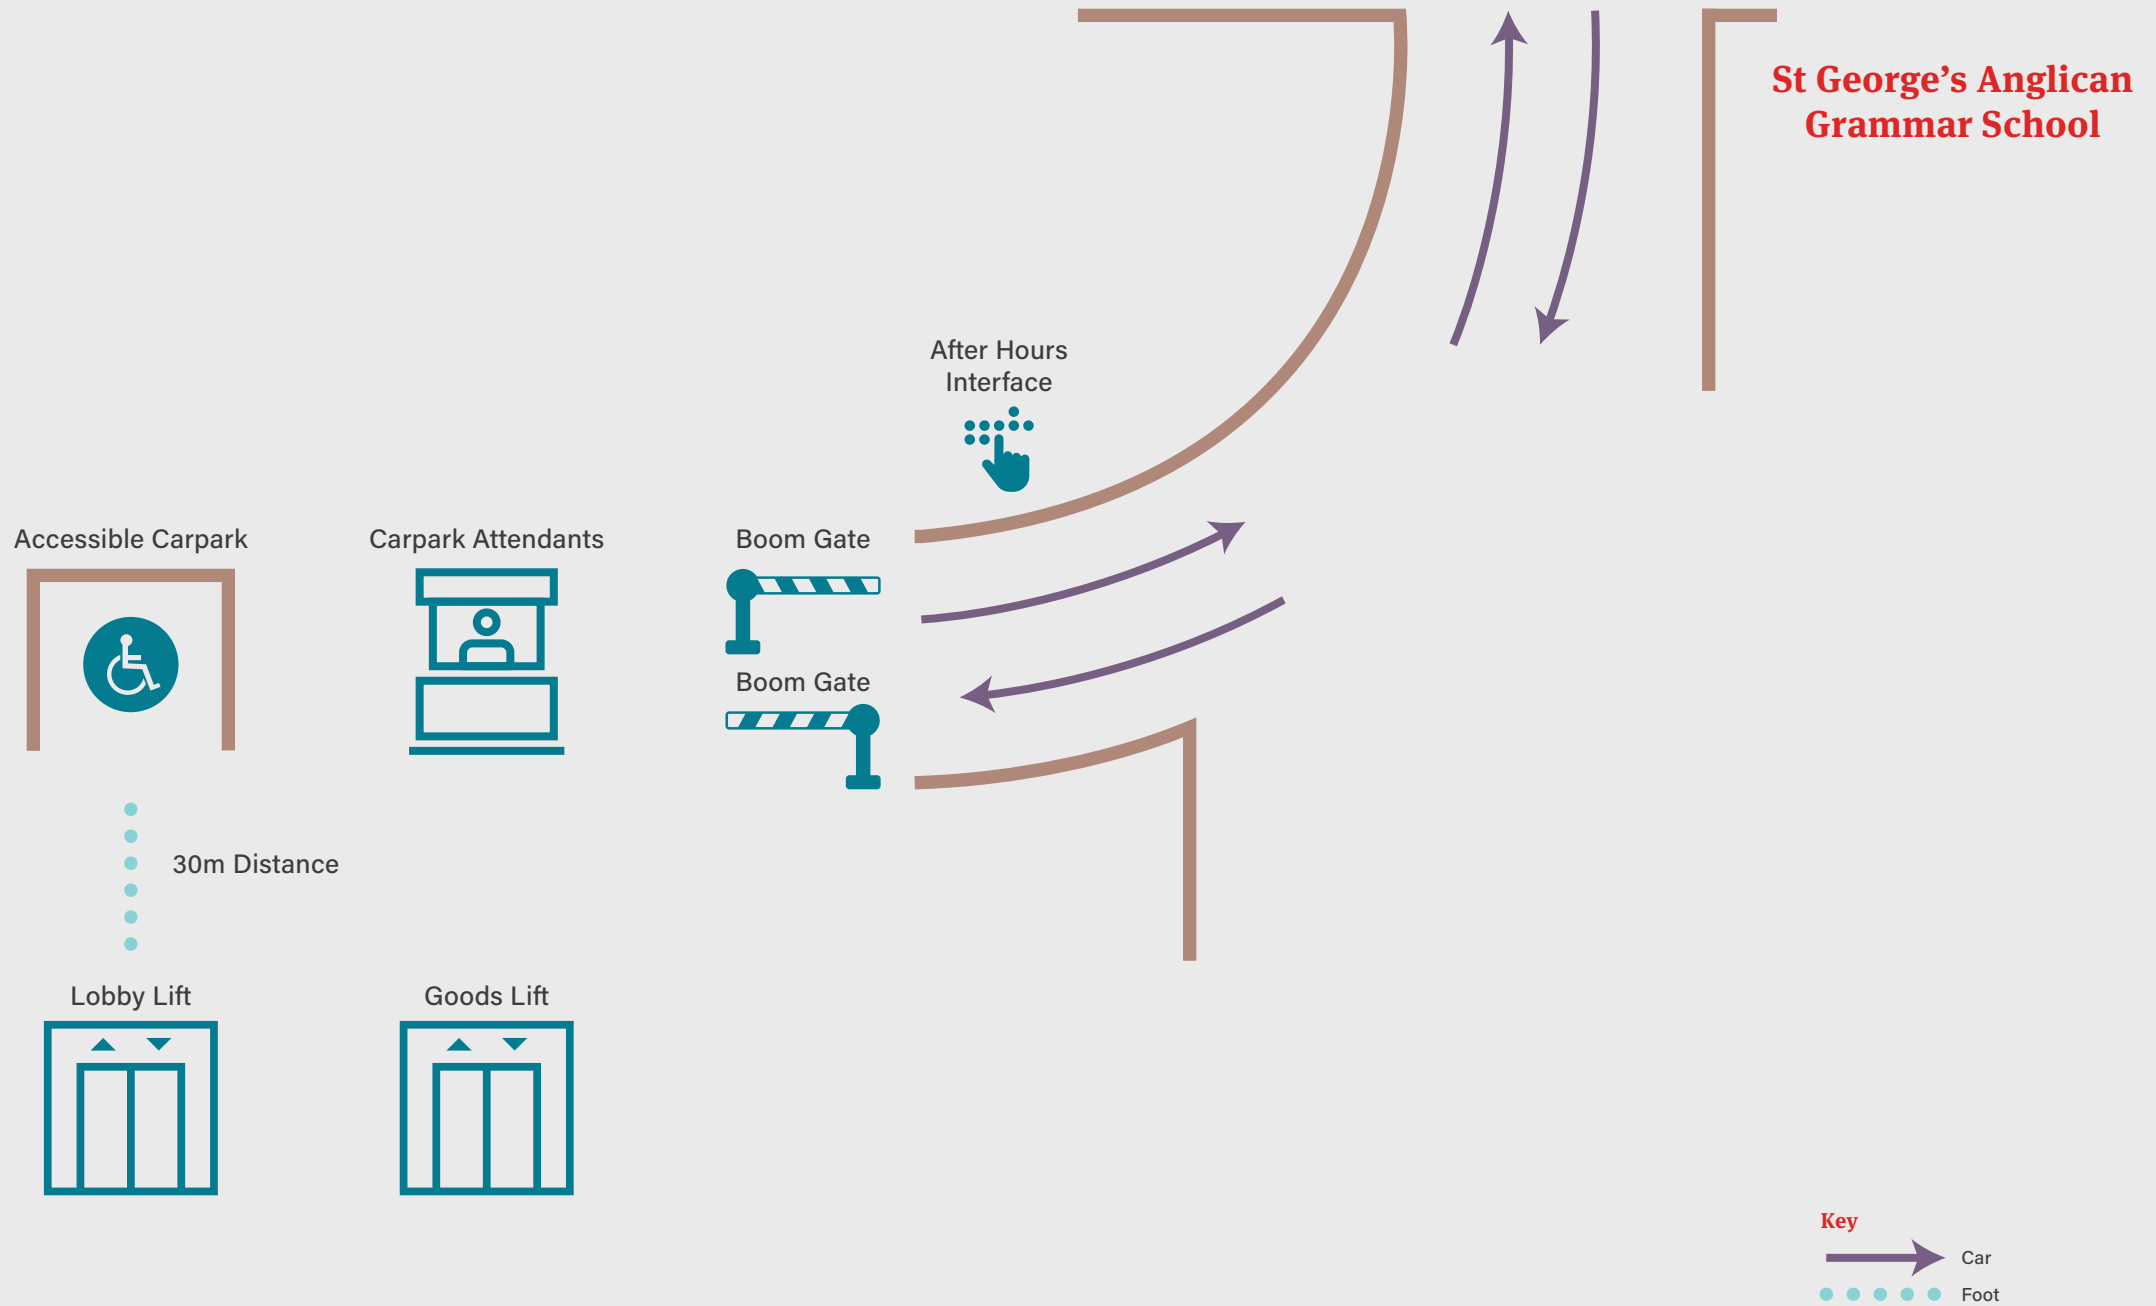 St George’s Anglican
Grammar School
After Hours
Interface
Accessible Carpark
Carpark Attendants
Boom Gate
Boom Gate
30m Distance
Lobby Lift
Goods Lift
Key
Car
Foot